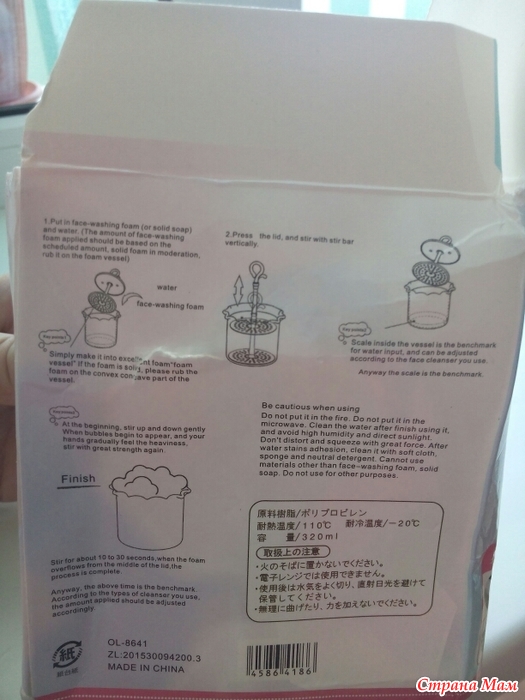 1.Put in face-washing foam (or solid soap)
and water. (The amount of face-washing
foam applied should be based on the
scheduled amount, solid foam in moderation,
rub it on the foam vessel)
water
face-washing foam
Simply make it into excellent foam"foam
vessel" If the foam is solid, please rub the
foam on the convex concave part of the
vessel.
2.Press the lid, and stir with stir bar
vertically.
Scale inside the vessel is the benchmark
for water input, and can be adjusted
according to the face cleanser you use.
Anyway the scale is the benchmark.
At the beginning, stir up and down gently
When bubbles begin to appear, and your
hands gradually feel the heaviness,
stir with great strength again.
Finish
Stir for about 10 to 30 seconds,when the foam
overflows from the middle of the lid,the
process is complete.
Anyway, the above time is the benchmark.
According to the types of cleanser you use,
the amount applied should be adjusted
accordingly.
Be cautious when using
Do not put it in the fire. Do not put it in the
microwave. Clean the water after finish using it,
and avoid high humidity and direct sunlight.
Don't distort and squeeze with great force. After
water stains adhesion, clean it with soft cloth,
sponge and neutral detergent. Cannot use
materials other than face-washing foam, solid
soap. Do not use for other purposes.
原料樹脂/ポリプロピレン
耐熱温度/110℃ 耐冷温度/-20℃
容 量/320ml
取扱上の注意
・火のそばに置かないでください。
・電子レンジでは使用できません。
・使用後は水気をよく切り、直射日光を避けて
保管してください。
・無理に曲げたり、力を加えないでください。
紙
OL-8641
ZL:201530094200.3
MADE IN CHINA
4586 4186
Страна Мам